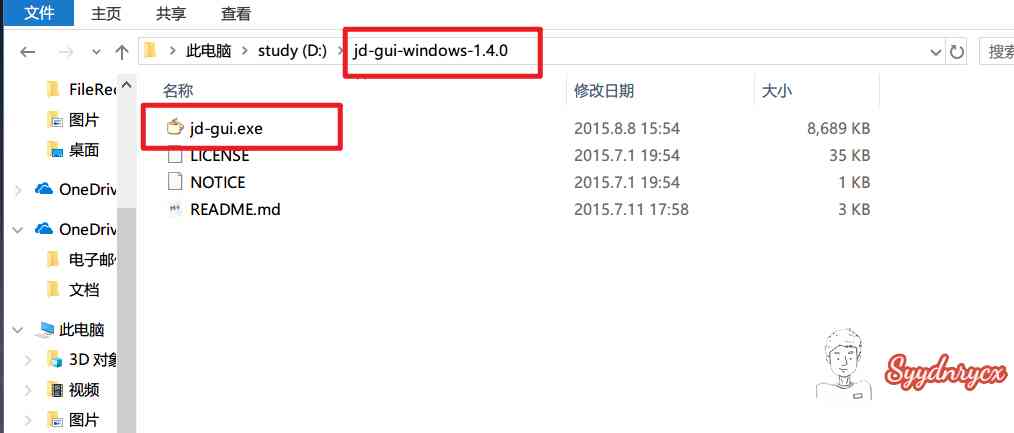 文件 主页 共享 查看
此电脑 study (D:) jd-gui-windows-1.4.0
名称 修改日期 大小
FileRec
jd-gui.exe 2015.8.8 15:54 8,689 KB
图片
LICENSE 2015.7.1 19:54 35 KB
桌面
NOTICE 2015.7.1 19:54 1 KB
OneDriv
README.md 2015.7.11 17:58 3 KB
OneDriv
电子邮
文档
此电脑
3D 对
视频
图片
Syydnrycx